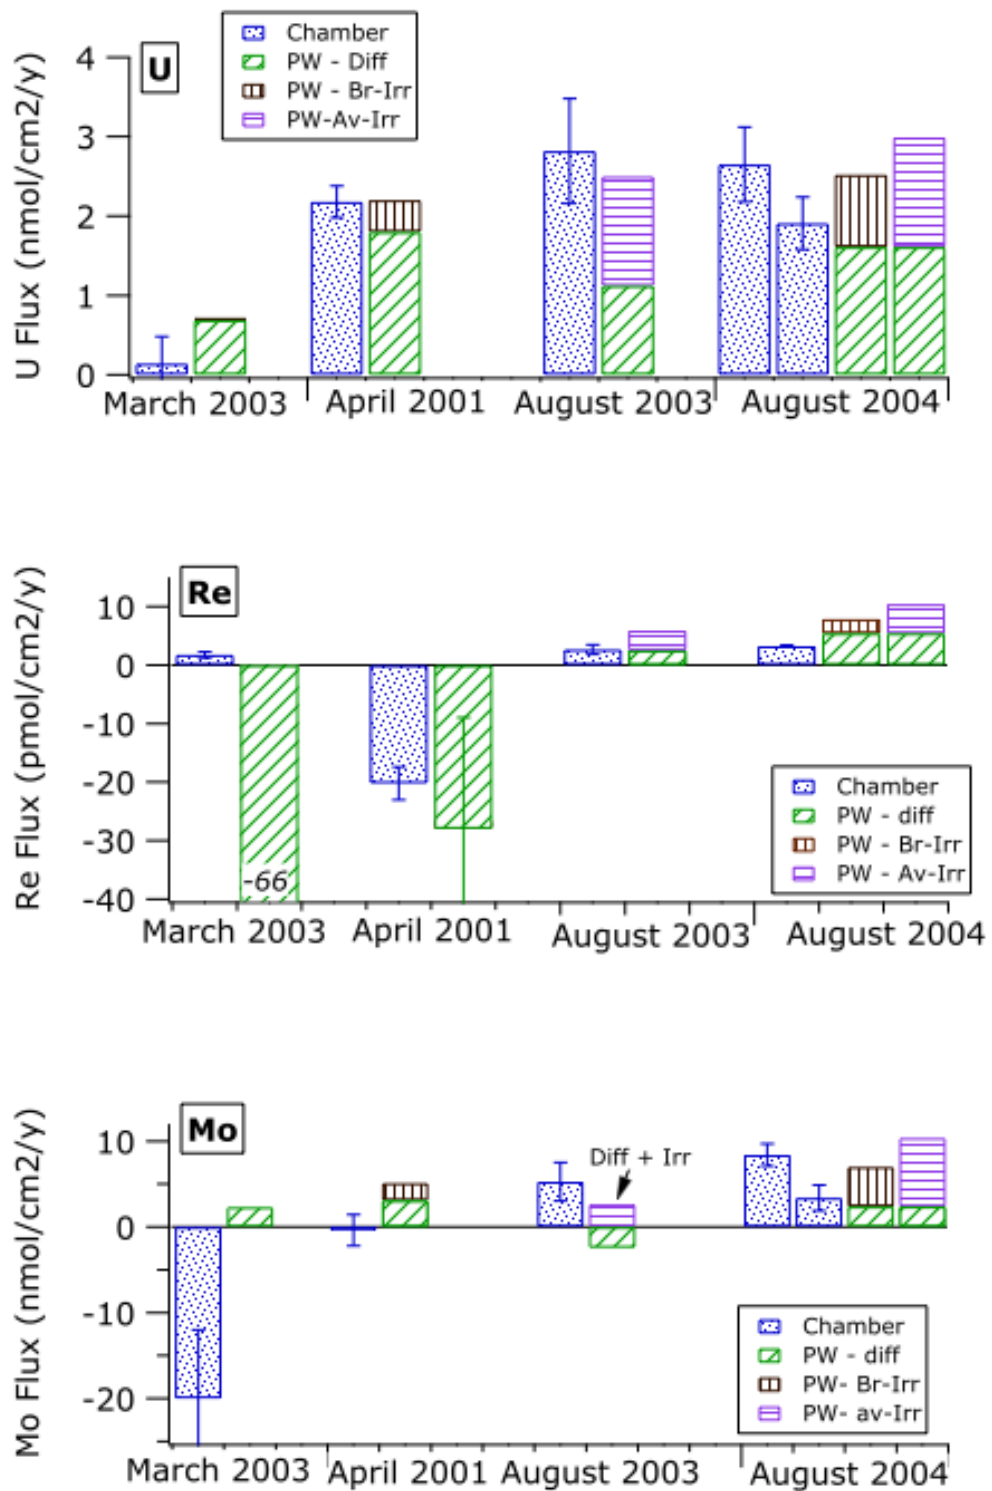 U
Chamber
PW - Diff
PW - Br-Irr
PW-Av-Irr
U Flux (nmol/cm2/y)
4
3
2
1
0
March 2003 April 2001 August 2003 August 2004
Re
Re Flux (pmol/cm2/y)
10
0
-10
-20
-30
-40
-66
Chamber
PW - diff
PW - Br-Irr
PW - Av-Irr
March 2003 April 2001 August 2003 August 2004
Mo
Mo Flux (nmol/cm2/y)
10
0
-10
-20
Diff + Irr
Chamber
PW - diff
PW- Br-Irr
PW- av-Irr
March 2003 April 2001 August 2003 August 2004